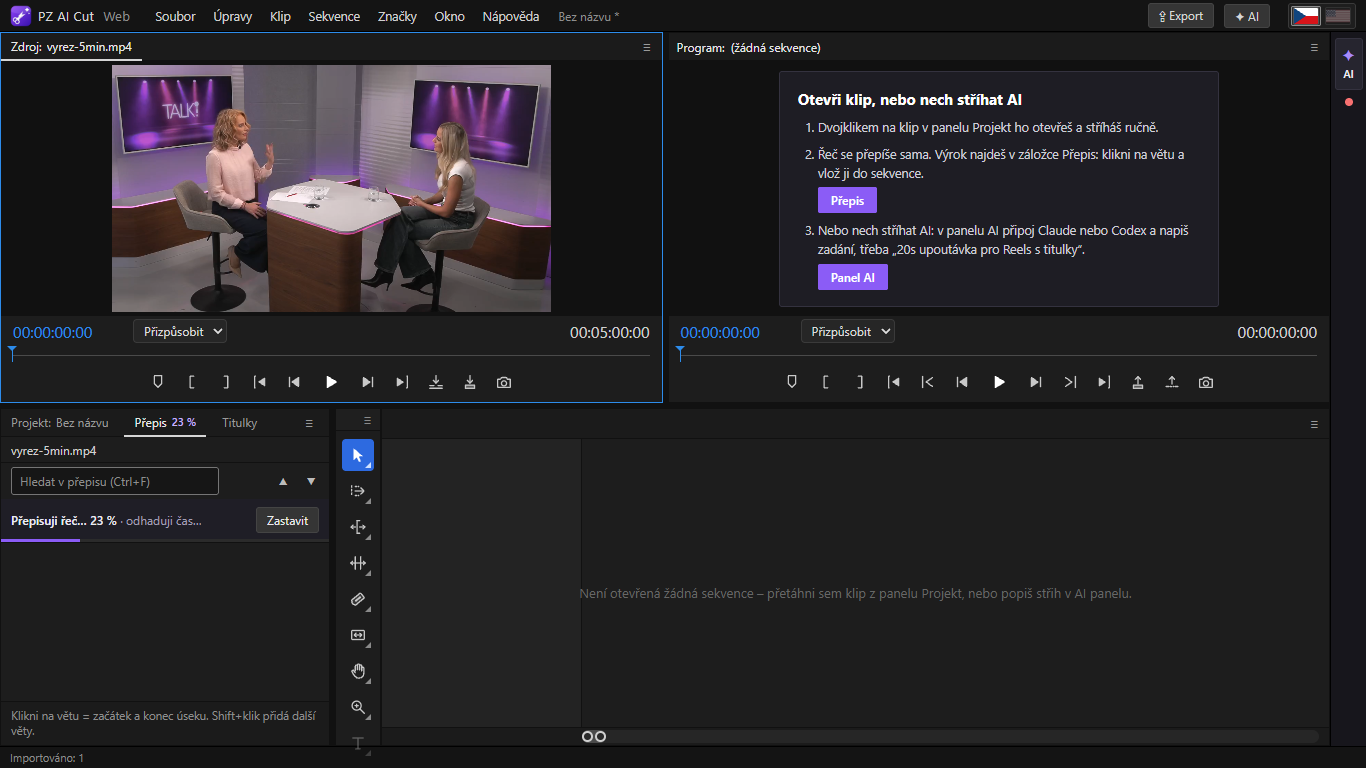 PZ AI Cut Web Soubor Úpravy Klip Sekvence Značky Okno Nápověda Bez názvu * Export AI
Zdroj: vyrez-5min.mp4
TALK!
00:00:00:00 Přizpůsobit 00:05:00:00
Program: (žádná sekvence)
Otevři klip, nebo nech stříhat AI
1. Dvojklikem na klip v panelu Projekt ho otevřeš a stříháš ručně.
2. Řeč se přepíše sama. Výrok najdeš v záložce Přepis: klikni na větu a
vlož ji do sekvence.
Přepis
3. Nebo nech stříhat AI: v panelu AI připoj Claude nebo Codex a napiš
zadání, třeba „20s upoutávka pro Reels s titulky“.
Panel AI
00:00:00:00 Přizpůsobit 00:00:00:00
AI
Projekt: Bez názvu Přepis 23 % Titulky
vyrez-5min.mp4
Hledat v přepisu (Ctrl+F)
Přepisuji řeč... 23 % · odhaduji čas... Zastavit
Klikni na větu = začátek a konec úseku. Shift+klik přidá další
věty.
Není otevřená žádná sekvence – přetáhni sem klip z panelu Projekt, nebo popiš střih v AI panelu.
Importováno: 1